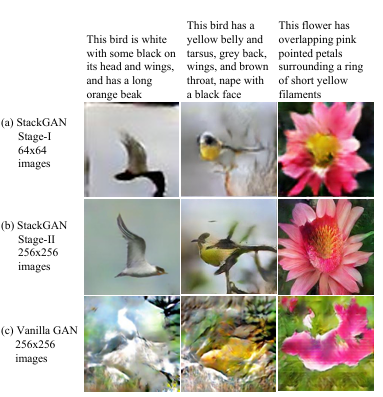 This bird is white
with some black on
its head and wings,
and has a long
orange beak
This bird has a
yellow belly and
tarsus, grey back,
wings, and brown
throat, nape with
a black face
This flower has
overlapping pink
pointed petals
surrounding a ring
of short yellow
filaments
(a) StackGAN
Stage-I
64x64
images
(b) StackGAN
Stage-II
256x256
images
(c) Vanilla GAN
256x256
images